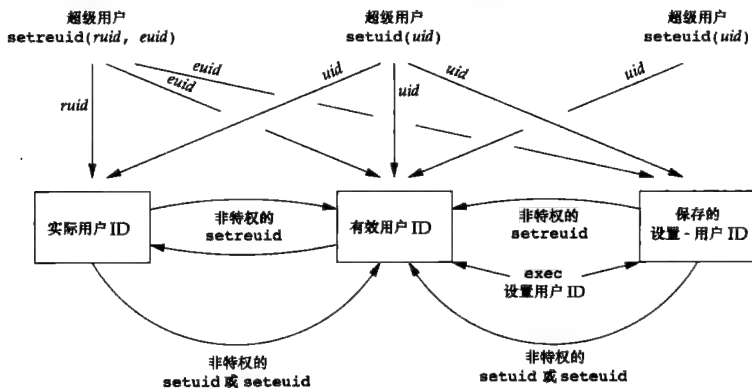 超级用户
setreuid(ruid, euid)
超级用户
setuid(uid)
超级用户
seteuid(uid)
ruid
euid
euid
uid
uid
uid
uid
实际用户 ID
非特权的
setreuid
有效用户 ID
非特权的
setreuid
保存的
设置-用户 ID
exec
设置用户 ID
非特权的
setuid 或 seteuid
非特权的
setuid 或 seteuid